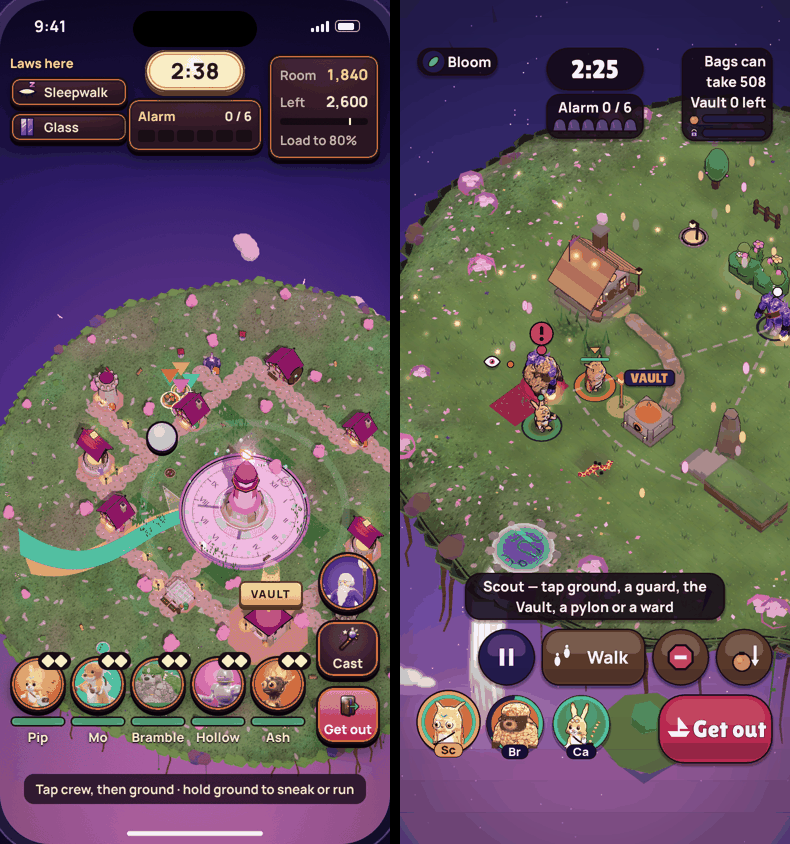 9:41
Laws here
Sleepwalk
Glass
2:38
Alarm 0 / 6
Room 1,840
Left 2,600
Load to 80%
VAULT
Cast
Get out
Pip
Mo
Bramble
Hollow
Ash
Tap crew, then ground · hold ground to sneak or run
Bloom
2:25
Alarm 0 / 6
Bags can
take 508
Vault 0 left
VAULT
Scout — tap ground, a guard, the
Vault, a pylon or a ward
Walk
Sc
Br
Ca
Get out